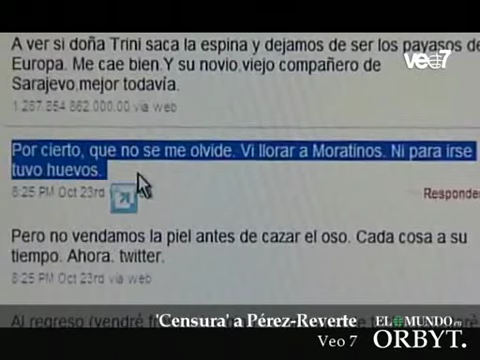 A ver si doña Trini saca la espina y dejamos de ser los payasos de
Europa. Me cae bien.Y su novio,viejo compañero de
Sarajevo,mejor todavía.
1.287.854.862.000.00 via web
Por cierto, que no se me olvide. Vi llorar a Moratinos. Ni para irse
tuvo huevos.
8:25 PM Oct 23rd
Responder
Pero no vendamos la piel antes de cazar el oso. Cada cosa a su
tiempo. Ahora. twitter.
8:25 PM Oct 23rd via web
Al regreso (vendré
veo7
'Censura' a Pérez-Reverte
Veo 7
EL MUNDO.es
ORBYT.